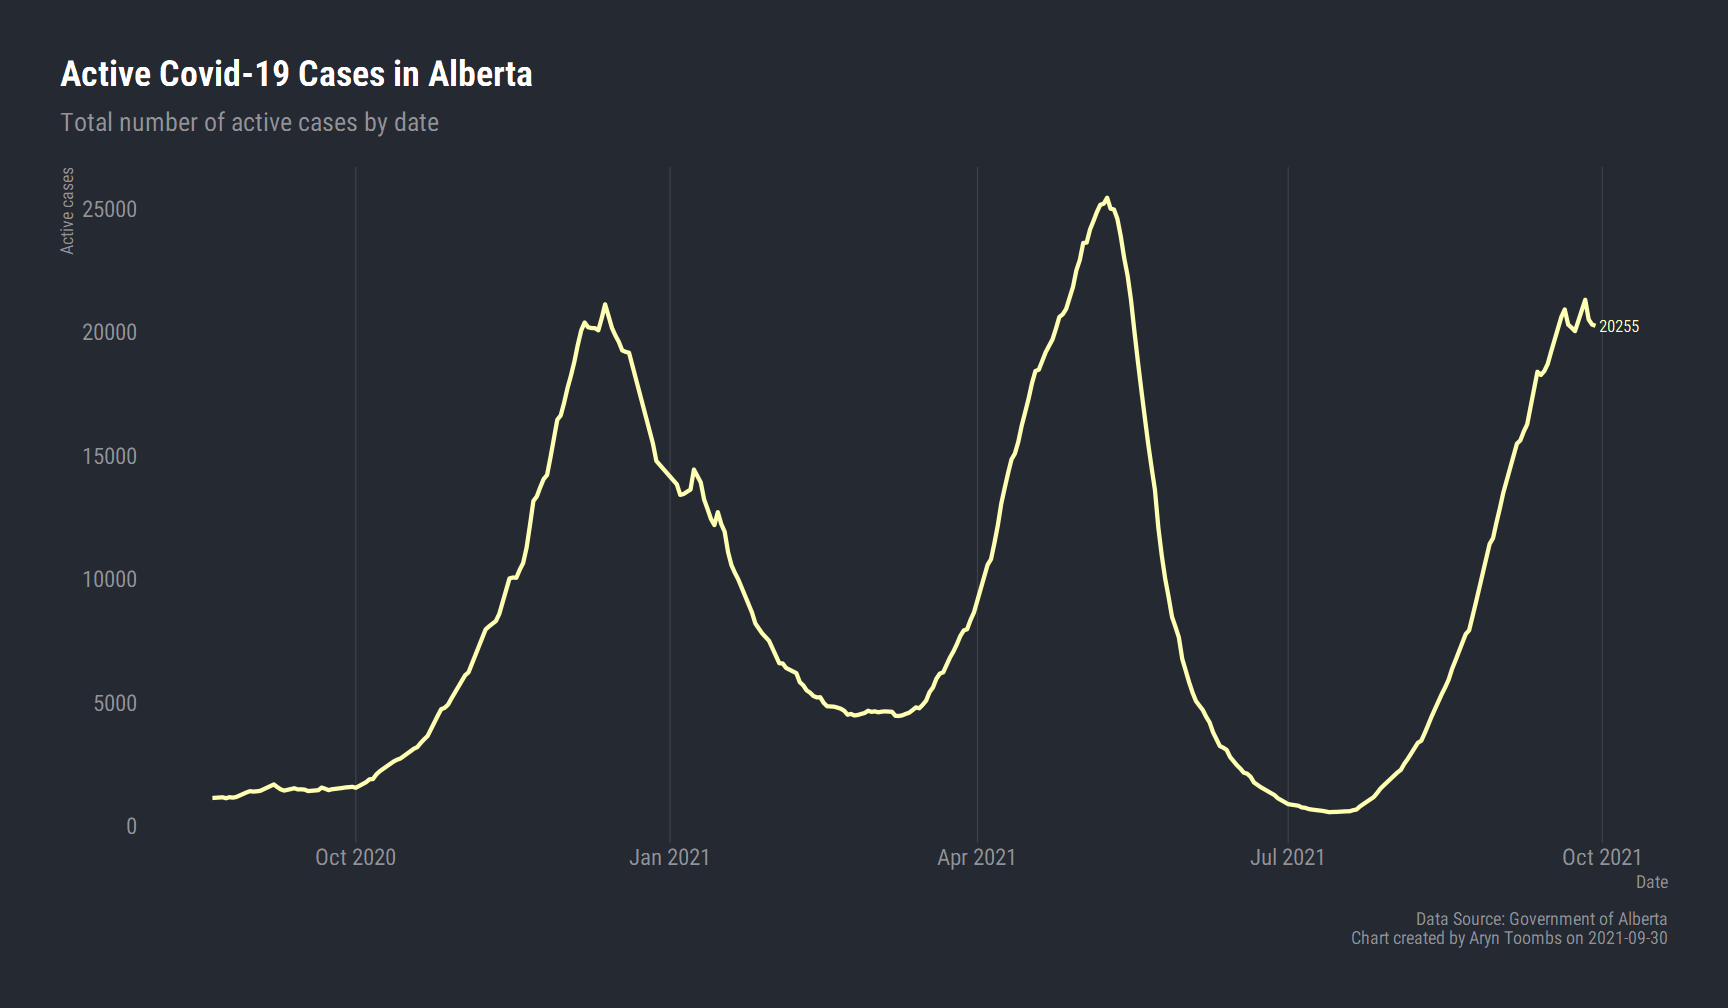 Active Covid-19 Cases in Alberta
Total number of active cases by date
Active cases
25000
20000
15000
10000
5000
0
20255
Oct 2020
Jan 2021
Apr 2021
Jul 2021
Oct 2021
Date
Data Source: Government of Alberta
Chart created by Aryn Toombs on 2021-09-30